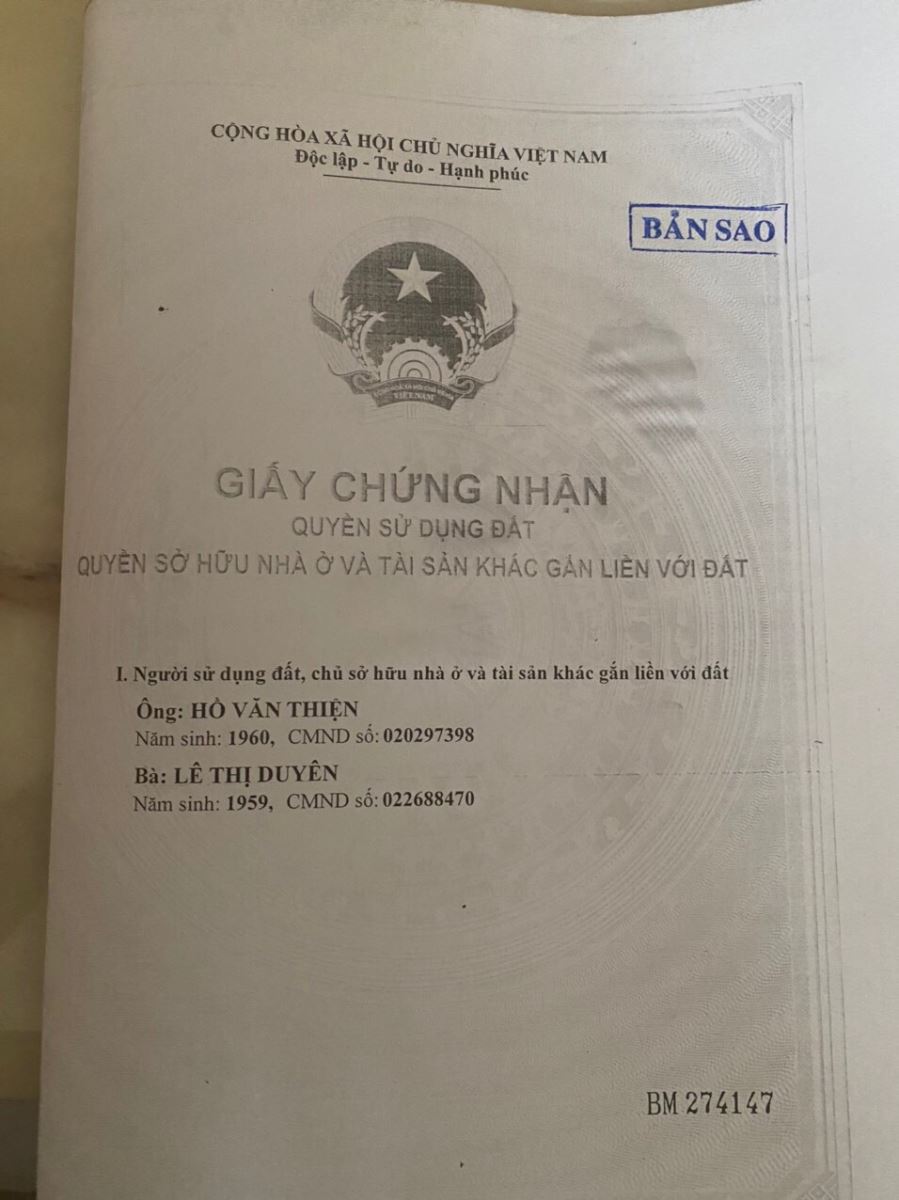 CỘNG HÒA XÃ HỘI CHỦ NGHĨA VIỆT NAM
Độc lập - Tự do - Hạnh phúc
BẢN SAO
VIỆT NAM
GIẤY CHỨNG NHẬN
QUYỀN SỬ DỤNG ĐẤT
QUYỀN SỞ HỮU NHÀ Ở VÀ TÀI SẢN KHÁC GẮN LIỀN VỚI ĐẤT
I. Người sử dụng đất, chủ sở hữu nhà ở và tài sản khác gắn liền với đất
Ông: HỒ VĂN THIỆN
Năm sinh: 1960, CMND số: 020297398
Bà: LÊ THỊ DUYÊN
Năm sinh: 1959, CMND số: 022688470
BM 274147